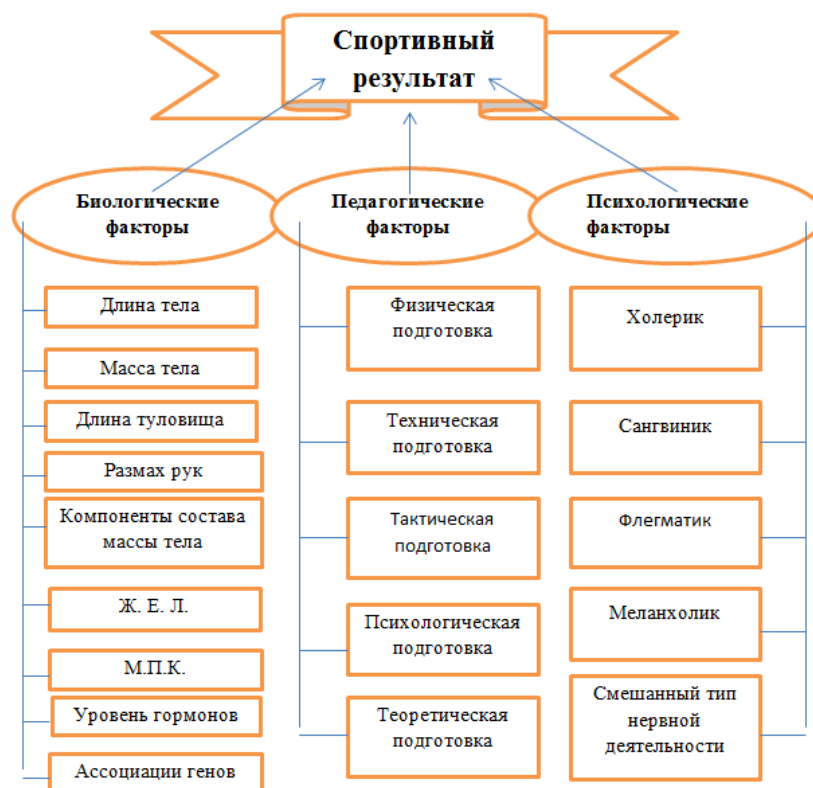 Спортивный
результат
Биологические
факторы
Длина тела
Масса тела
Длина туловища
Размах рук
Компоненты состава
массы тела
Ж. Е. Л.
М.П.К.
Уровень гормонов
Ассоциации генов
Педагогические
факторы
Физическая
подготовка
Техническая
подготовка
Тактическая
подготовка
Психологическая
подготовка
Теоретическая
подготовка
Психологические
факторы
Холерик
Сангвиник
Флегматик
Меланхолик
Смешанный тип
нервной
деятельности